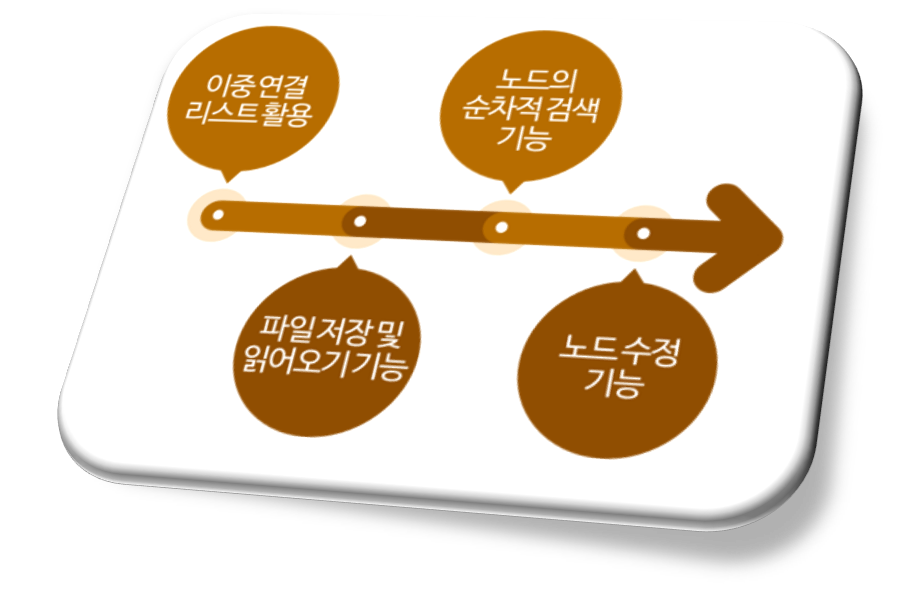 이중 연결
리스트 활용
파일 저장 및
읽어오기 기능
노드의
순차적 검색
기능
노드 수정
기능